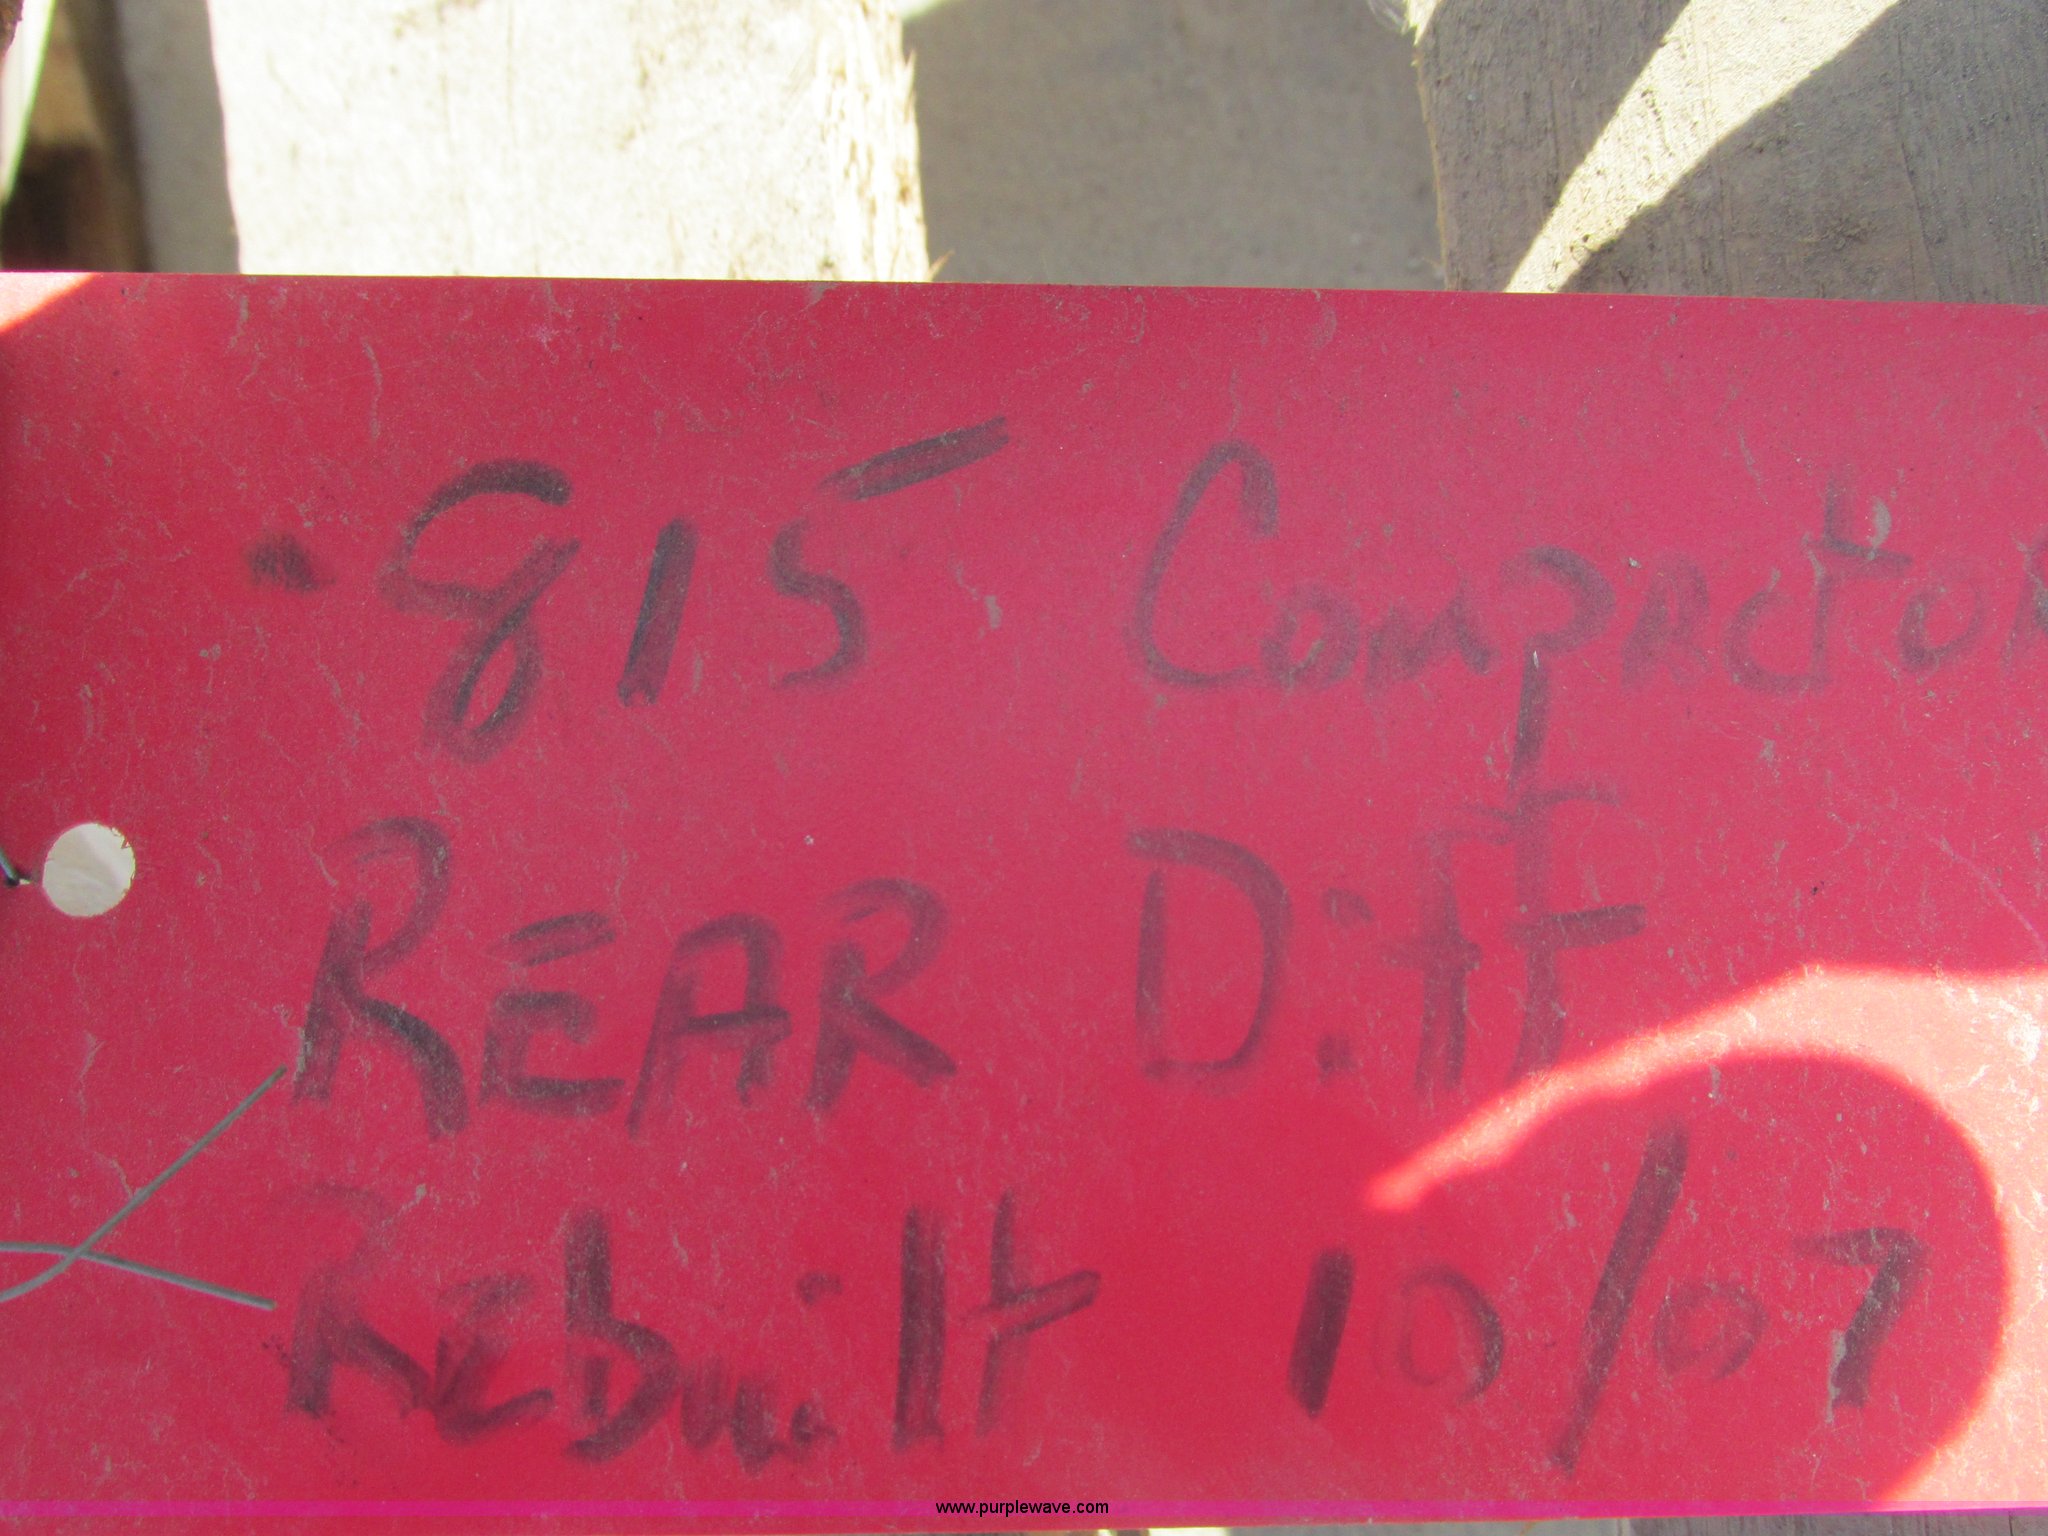 815 Compactor
REAR Diff
Rebuilt 10/07
www.purplewave.com